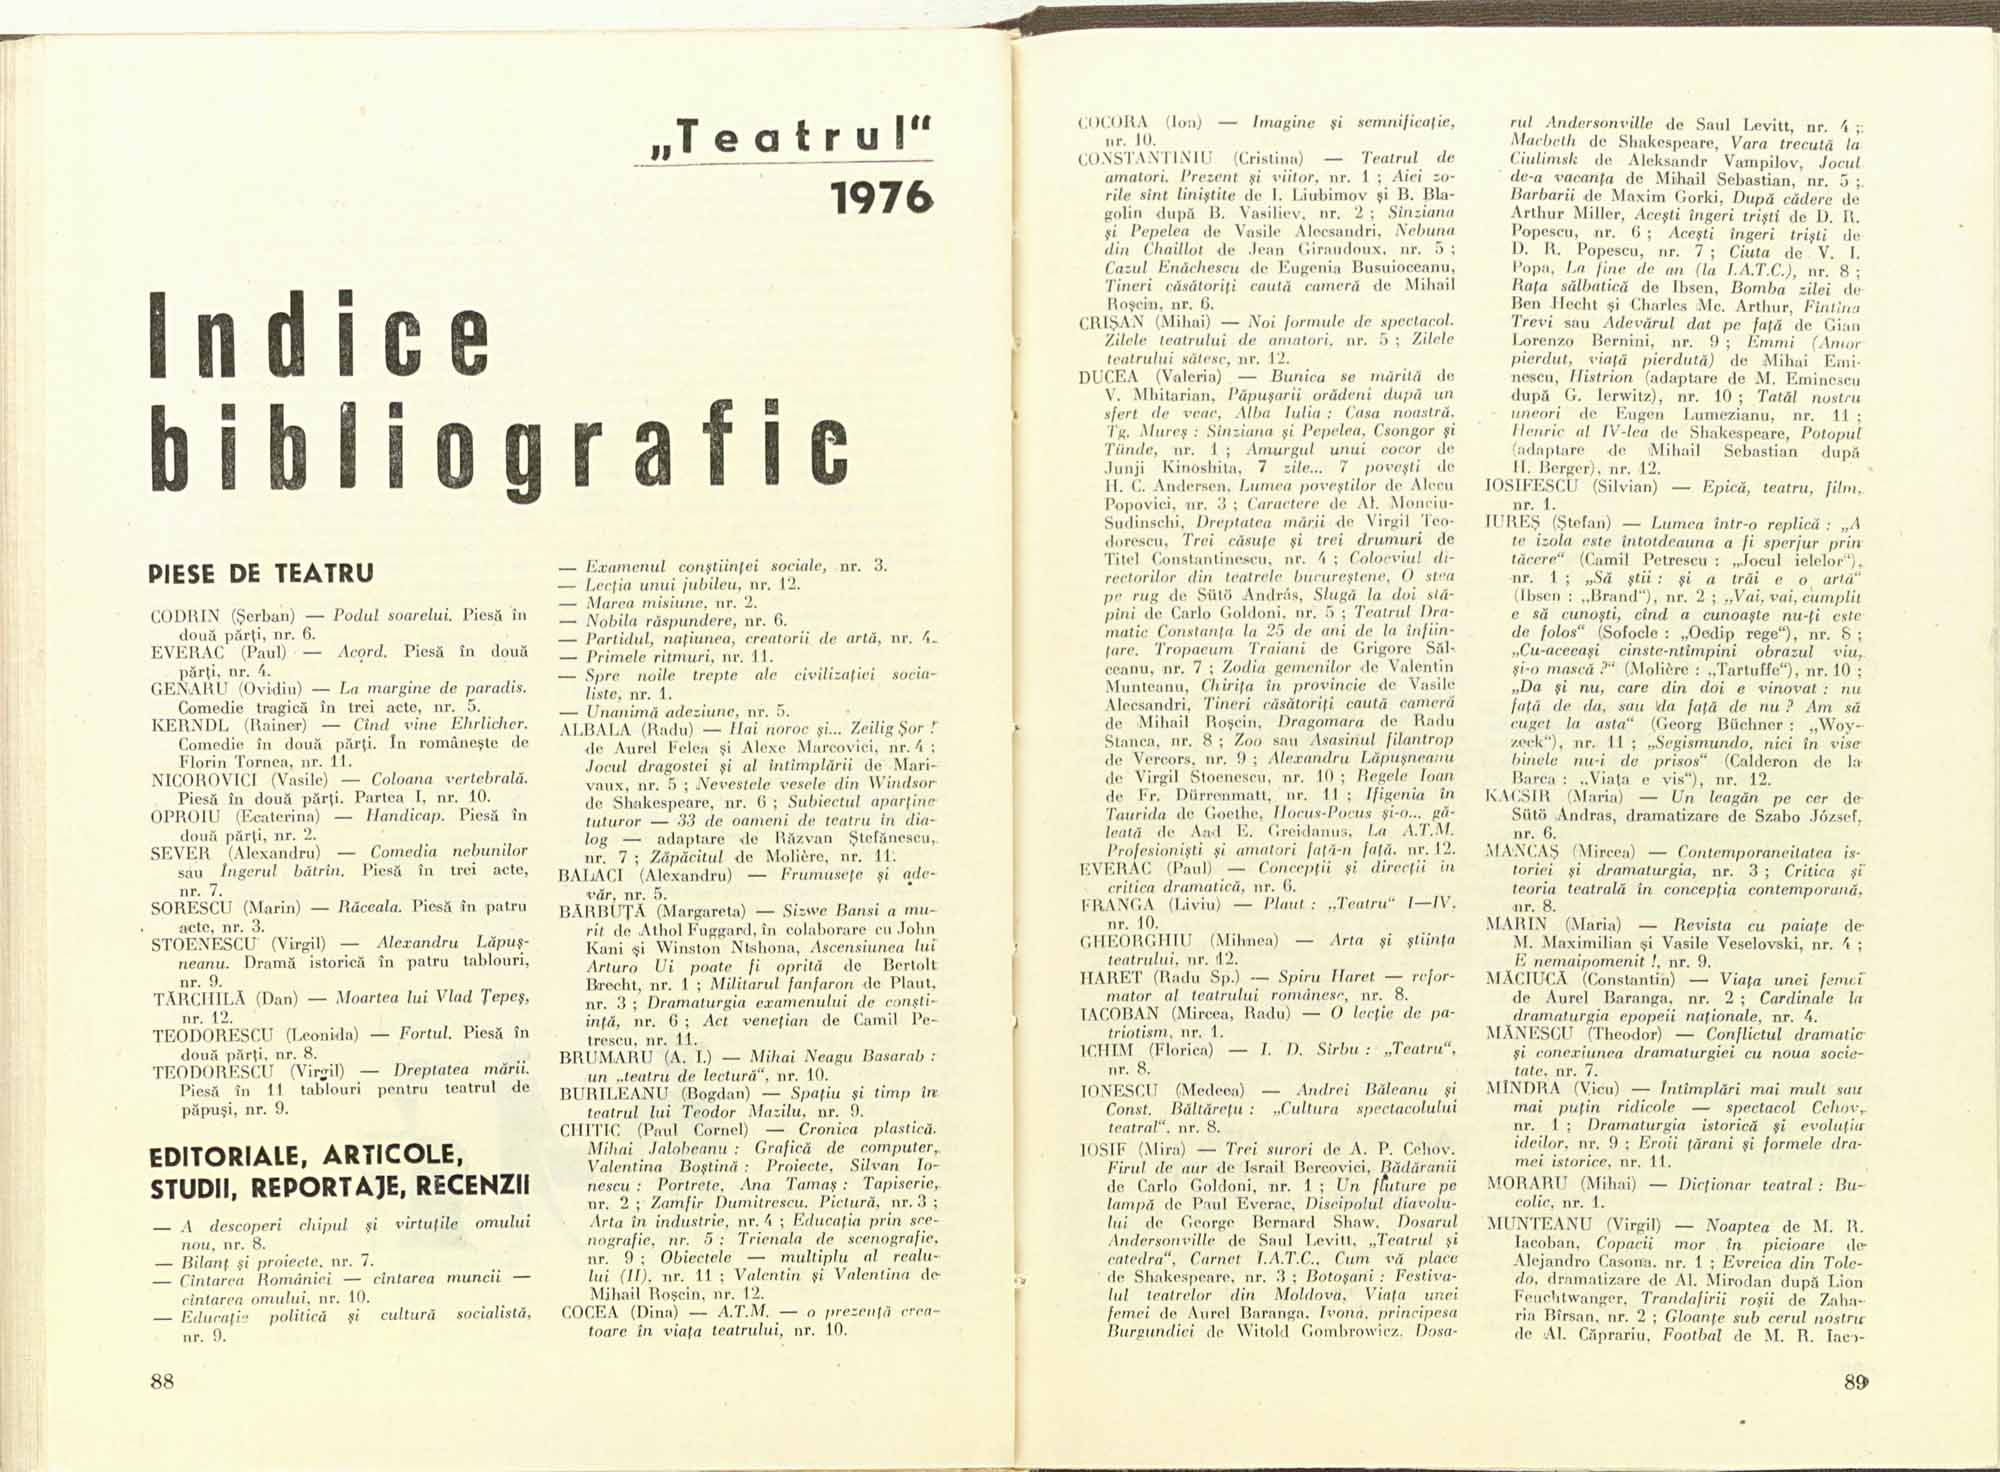 „Teatrul“
1976
Indice
bibliografic
PIESE DE TEATRU
CODRIN (Şerban) — Podul soarelui. Piesă în
două părţi, nr. 6.
EVERAC (Paul) — Acord. Piesă în două
părţi, nr. 4.
GENARU (Ovidiu) — La margine de paradis.
Comedie tragică în trei acte, nr. 5.
KERNDL (Rainer) — Cînd vine Ehrlicher.
Comedie în două părţi. În româneşte de
Florin Tornea, nr. 11.
NICOROVICI (Vasile) — Coloana vertebrală.
Piesă în două părţi. Partea I, nr. 10.
OPROIU (Ecaterina) — Handicap. Piesă în
două părţi, nr. 2.
SEVER (Alexandru) — Comedia nebunilor
sau Îngerul bătrîn. Piesă în trei acte,
nr. 7.
SORESCU (Marin) — Răceala. Piesă în patru
acte, nr. 3.
STOENESCU (Virgil) — Alexandru Lăpuş-
neanu. Dramă istorică în patru tablouri,
nr. 9.
TĂRCHILĂ (Dan) — Moartea lui Vlad Ţepeş,
nr. 12.
TEODORESCU (Leonida) — Fortul. Piesă în
două părţi, nr. 8.
TEODORESCU (Virgil) — Dreptatea mării.
Piesă în 11 tablouri pentru teatrul de
păpuşi, nr. 9.
EDITORIALE, ARTICOLE,
STUDII, REPORTAJE, RECENZII
— A descoperi chipul şi virtuţile omului
nou, nr. 8.
— Bilanţ şi proiecte, nr. 7.
— Cîntarea României — cîntarea muncii —
cîntarea omului, nr. 10.
— Educaţie politică şi cultură socialistă,
nr. 9.
— Examenul conştiinţei sociale, nr. 3.
— Lecţia unui jubileu, nr. 12.
— Marea misiune, nr. 2.
— Nobila răspundere, nr. 6.
— Partidul, naţiunea, creatorii de artă, nr. 4.
— Primele ritmuri, nr. 11.
— Spre noile trepte ale civilizaţiei socia-
liste, nr. 1.
— Unanimă adeziune, nr. 5.
ALBALA (Radu) — Hai noroc şi... Zeilig Şor !
de Aurel Felea şi Alexe Marcovici, nr. 4 ;
Jocul dragostei şi al întîmplării de Mari-
vaux, nr. 5 ; Nevestele vesele din Windsor
de Shakespeare, nr. 6 ; Subiectul aparţine
tuturor — 33 de oameni de teatru în dia-
log — adaptare de Răzvan Ştefănescu,
nr. 7 ; Zăpăcitul de Molière, nr. 11.
BALACI (Alexandru) — Frumuseţe şi ade-
văr, nr. 5.
BĂRBUŢĂ (Margareta) — Sizwe Bansi a mu-
rit de Athol Fuggard, în colaborare cu John
Kani şi Winston Ntshona, Ascensiunea lui
Arturo Ui poate fi oprită de Bertolt
Brecht, nr. 1 ; Militarul fanfaron de Plaut,
nr. 3 ; Dramaturgia examenului de conşti-
inţă, nr. 6 ; Act veneţian de Camil Pe-
trescu, nr. 11.
BRUMARU (A. I.) — Mihai Neagu Basarab :
un „teatru de lectură“, nr. 10.
BURILEANU (Bogdan) — Spaţiu şi timp în
teatrul lui Teodor Mazilu, nr. 9.
CHITIC (Paul Cornel) — Cronica plastică.
Mihai Jalobeanu : Grafică de computer,
Valentina Boştină : Proiecte, Silvan Io-
nescu : Portrete, Ana Tamaş : Tapiserie,
nr. 2 ; Zamfir Dumitrescu. Pictură, nr. 3 ;
Arta în industrie, nr. 4 ; Educaţia prin sce-
nografie, nr. 5 : Trienala de scenografie,
nr. 9 ; Obiectele — multiplu al realu-
lui (II), nr. 11 ; Valentin şi Valentina de
Mihail Roşcin, nr. 12.
COCEA (Dina) — A.T.M. — o prezenţă crea-
toare în viaţa teatrului, nr. 10.
88
COCORA (Ion) — Imagine şi semnificaţie,
nr. 10.
CONSTANTINIU (Cristina) — Teatrul de
amatori. Prezent şi viitor, nr. 1 ; Aici zo-
rile sînt liniştite de I. Liubimov şi B. Bla-
golin după B. Vasiliev, nr. 2 ; Sînziana
şi Pepelea de Vasile Alecsandri, Nebuna
din Chaillot de Jean Giraudoux, nr. 5 ;
Cazul Enăchescu de Eugenia Busuioceanu,
Tineri căsătoriţi caută cameră de Mihail
Roşcin, nr. 6.
CRIŞAN (Mihai) — Noi formule de spectacol.
Zilele teatrului de amatori, nr. 5 ; Zilele
teatrului sătesc, nr. 12.
DUCEA (Valeria) — Bunica se mărită de
V. Mhitarian, Păpuşarii orădeni după un
sfert de veac, Alba Iulia : Casa noastră,
Tg. Mureş : Sînziana şi Pepelea, Csongor şi
Tünde, nr. 1 ; Amurgul unui cocor de
Junji Kinoshita, 7 zile... 7 poveşti de
H. C. Andersen, Lumea poveştilor de Alecu
Popovici, nr. 3 ; Caractere de Al. Monciu-
Sudinschi, Dreptatea mării de Virgil Teo-
dorescu, Trei căsuţe şi trei drumuri de
Titel Constantinescu, nr. 4 ; Colocviul di-
rectorilor din teatrele bucureştene, O stea
pe rug de Sütö András, Slugă la doi stă-
pîni de Carlo Goldoni, nr. 5 ; Teatrul Dra-
matic Constanţa la 25 de ani de la înfiin-
ţare. Tropaeum Traiani de Grigore Săl-
ceanu, nr. 7 ; Zodia gemenilor de Valentin
Munteanu, Chiriţa în provincie de Vasile
Alecsandri, Tineri căsătoriţi caută cameră
de Mihail Roşcin, Dragomara de Radu
Stanca, nr. 8 ; Zoo sau Asasinul filantrop
de Vercors, nr. 9 ; Alexandru Lăpuşneanu
de Virgil Stoenescu, nr. 10 ; Regele Ioan
de Fr. Dürrenmatt, nr. 11 ; Ifigenia în
Taurida de Goethe, Hocus-Pocus şi-o... gă-
leată de Aad E. Greidanus, La A.T.M.
Profesionişti şi amatori faţă-n faţă, nr. 12.
EVERAC (Paul) — Concepţii şi direcţii în
critica dramatică, nr. 6.
FRANGA (Liviu) — Plaut : „Teatru“ I—IV,
nr. 10.
GHEORGHIU (Mihnea) — Arta şi ştiinţa
teatrului, nr. 12.
HARET (Radu Sp.) — Spiru Haret — refor-
mator al teatrului românesc, nr. 8.
IACOBAN (Mircea, Radu) — O lecţie de pa-
triotism, nr. 1.
ICHIM (Florica) — I. D. Sîrbu : „Teatru“,
nr. 8.
IONESCU (Medeea) — Andrei Băleanu şi
Const. Băltăreţu : „Cultura spectacolului
teatral“, nr. 8.
IOSIF (Mira) — Trei surori de A. P. Cehov.
Firul de aur de Israil Bercovici, Bădăranii
de Carlo Goldoni, nr. 1 ; Un fluture pe
lampă de Paul Everac, Discipolul diavolu-
lui de George Bernard Shaw, Dosarul
Andersonville de Saul Levitt, „Teatrul şi
catedra“, Carnet I.A.T.C., Cum vă place
de Shakespeare, nr. 3 ; Botoşani : Festiva-
lul teatrelor din Moldova, Viaţa unei
femei de Aurel Baranga, Ivona, principesa
Burgundiei de Witold Gombrowicz, Dosa-
rul Andersonville de Saul Levitt, nr. 4 ;
Macbeth de Shakespeare, Vara trecută la
Ciulimsk de Aleksandr Vampilov, Jocul
de-a vacanţa de Mihail Sebastian, nr. 5 ;
Barbarii de Maxim Gorki, După cădere de
Arthur Miller, Aceşti îngeri trişti de D. R.
Popescu, nr. 6 ; Aceşti îngeri trişti de
D. R. Popescu, nr. 7 ; Ciuta de V. I.
Popa, La fine de an (la I.A.T.C.), nr. 8 ;
Raţa sălbatică de Ibsen, Bomba zilei de
Ben Hecht şi Charles Mc. Arthur, Fîntîna
Trevi sau Adevărul dat pe faţă de Gian
Lorenzo Bernini, nr. 9 ; Emmi (Amor
pierdut, viaţă pierdută) de Mihai Emi-
nescu, Histrion (adaptare de M. Eminescu
după G. Ierwitz), nr. 10 ; Tatăl nostru
uneori de Eugen Lumezianu, nr. 11 ;
Henric al IV-lea de Shakespeare, Potopul
(adaptare de Mihail Sebastian după
H. Berger), nr. 12.
IOSIFESCU (Silvian) — Epică, teatru, film,
nr. 1.
IUREŞ (Ştefan) — Lumea într-o replică : „A
te izola este întotdeauna a fi sperjur prin
tăcere“ (Camil Petrescu : „Jocul ielelor“),
nr. 1 ; „Să ştii : şi a trăi e o artă“
(Ibsen : „Brand“), nr. 2 ; „Vai, vai, cumplit
e să cunoşti, cînd a cunoaşte nu-ţi este
de folos“ (Sofocle : „Oedip rege“), nr. 8 ;
„Cu-aceeaşi cinste-ntîmpini obrazul viu,
şi-o mască ?“ (Molière : „Tartuffe“), nr. 10 ;
„Da şi nu, care din doi e vinovat : nu
faţă de da, sau da faţă de nu ? Am să
cuget la asta“ (Georg Büchner : „Woy-
zeck“), nr. 11 ; „Segismundo, nici în vise
binele nu-i de prisos“ (Calderon de la
Barca : „Viaţa e vis“), nr. 12.
KACSIR (Maria) — Un leagăn pe cer de
Sütö Andras, dramatizare de Szabo József,
nr. 6.
MANCAŞ (Mircea) — Contemporaneitatea is-
toriei şi dramaturgia, nr. 3 ; Critica şi
teoria teatrală în concepţia contemporană,
nr. 8.
MARIN (Maria) — Revista cu paiaţe de
M. Maximilian şi Vasile Veselovski, nr. 4 ;
E nemaipomenit !, nr. 9.
MĂCIUCĂ (Constantin) — Viaţa unei femei
de Aurel Baranga, nr. 2 ; Cardinale la
dramaturgia epopeii naţionale, nr. 4.
MĂNESCU (Theodor) — Conflictul dramatic
şi conexiunea dramaturgiei cu noua socie-
tate, nr. 7.
MÎNDRA (Vicu) — Întîmplări mai mult sau
mai puţin ridicole — spectacol Cehov,
nr. 1 ; Dramaturgia istorică şi evoluţia
ideilor, nr. 9 ; Eroii ţărani şi formele dra-
mei istorice, nr. 11.
MORARU (Mihai) — Dicţionar teatral : Bu-
colic, nr. 1.
MUNTEANU (Virgil) — Noaptea de M. R.
Iacoban, Copacii mor în picioare de
Alejandro Casona, nr. 1 ; Evreica din Tole-
do, dramatizare de Al. Mirodan după Lion
Feuchtwanger, Trandafirii roşii de Zaha-
ria Bîrsan, nr. 2 ; Gloanţe sub cerul nostru
de Al. Căprariu, Footbal de M. R. Iaco-
89